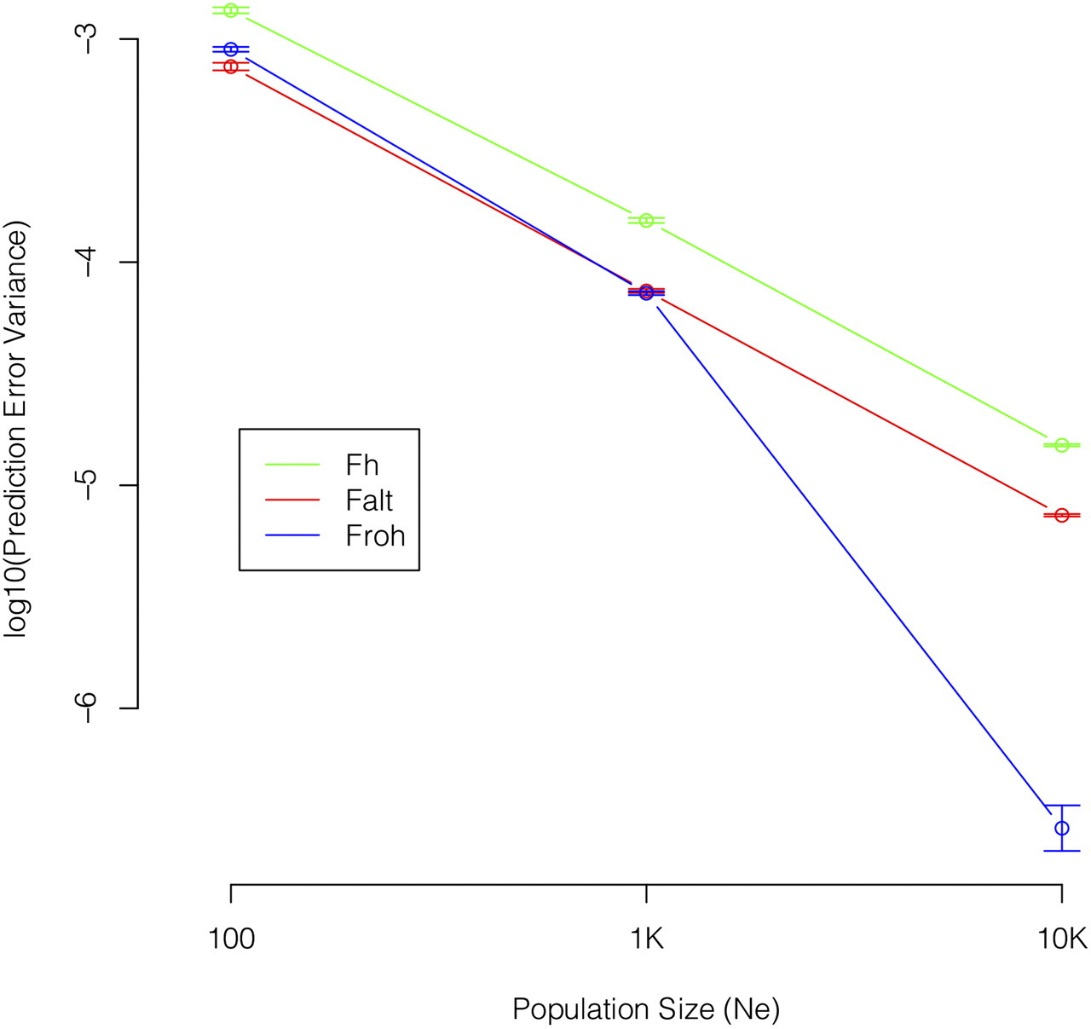 log10(Prediction Error Variance)
−3
−4
−5
−6
Fh
Falt
Froh
100
1K
10K
Population Size (Ne)